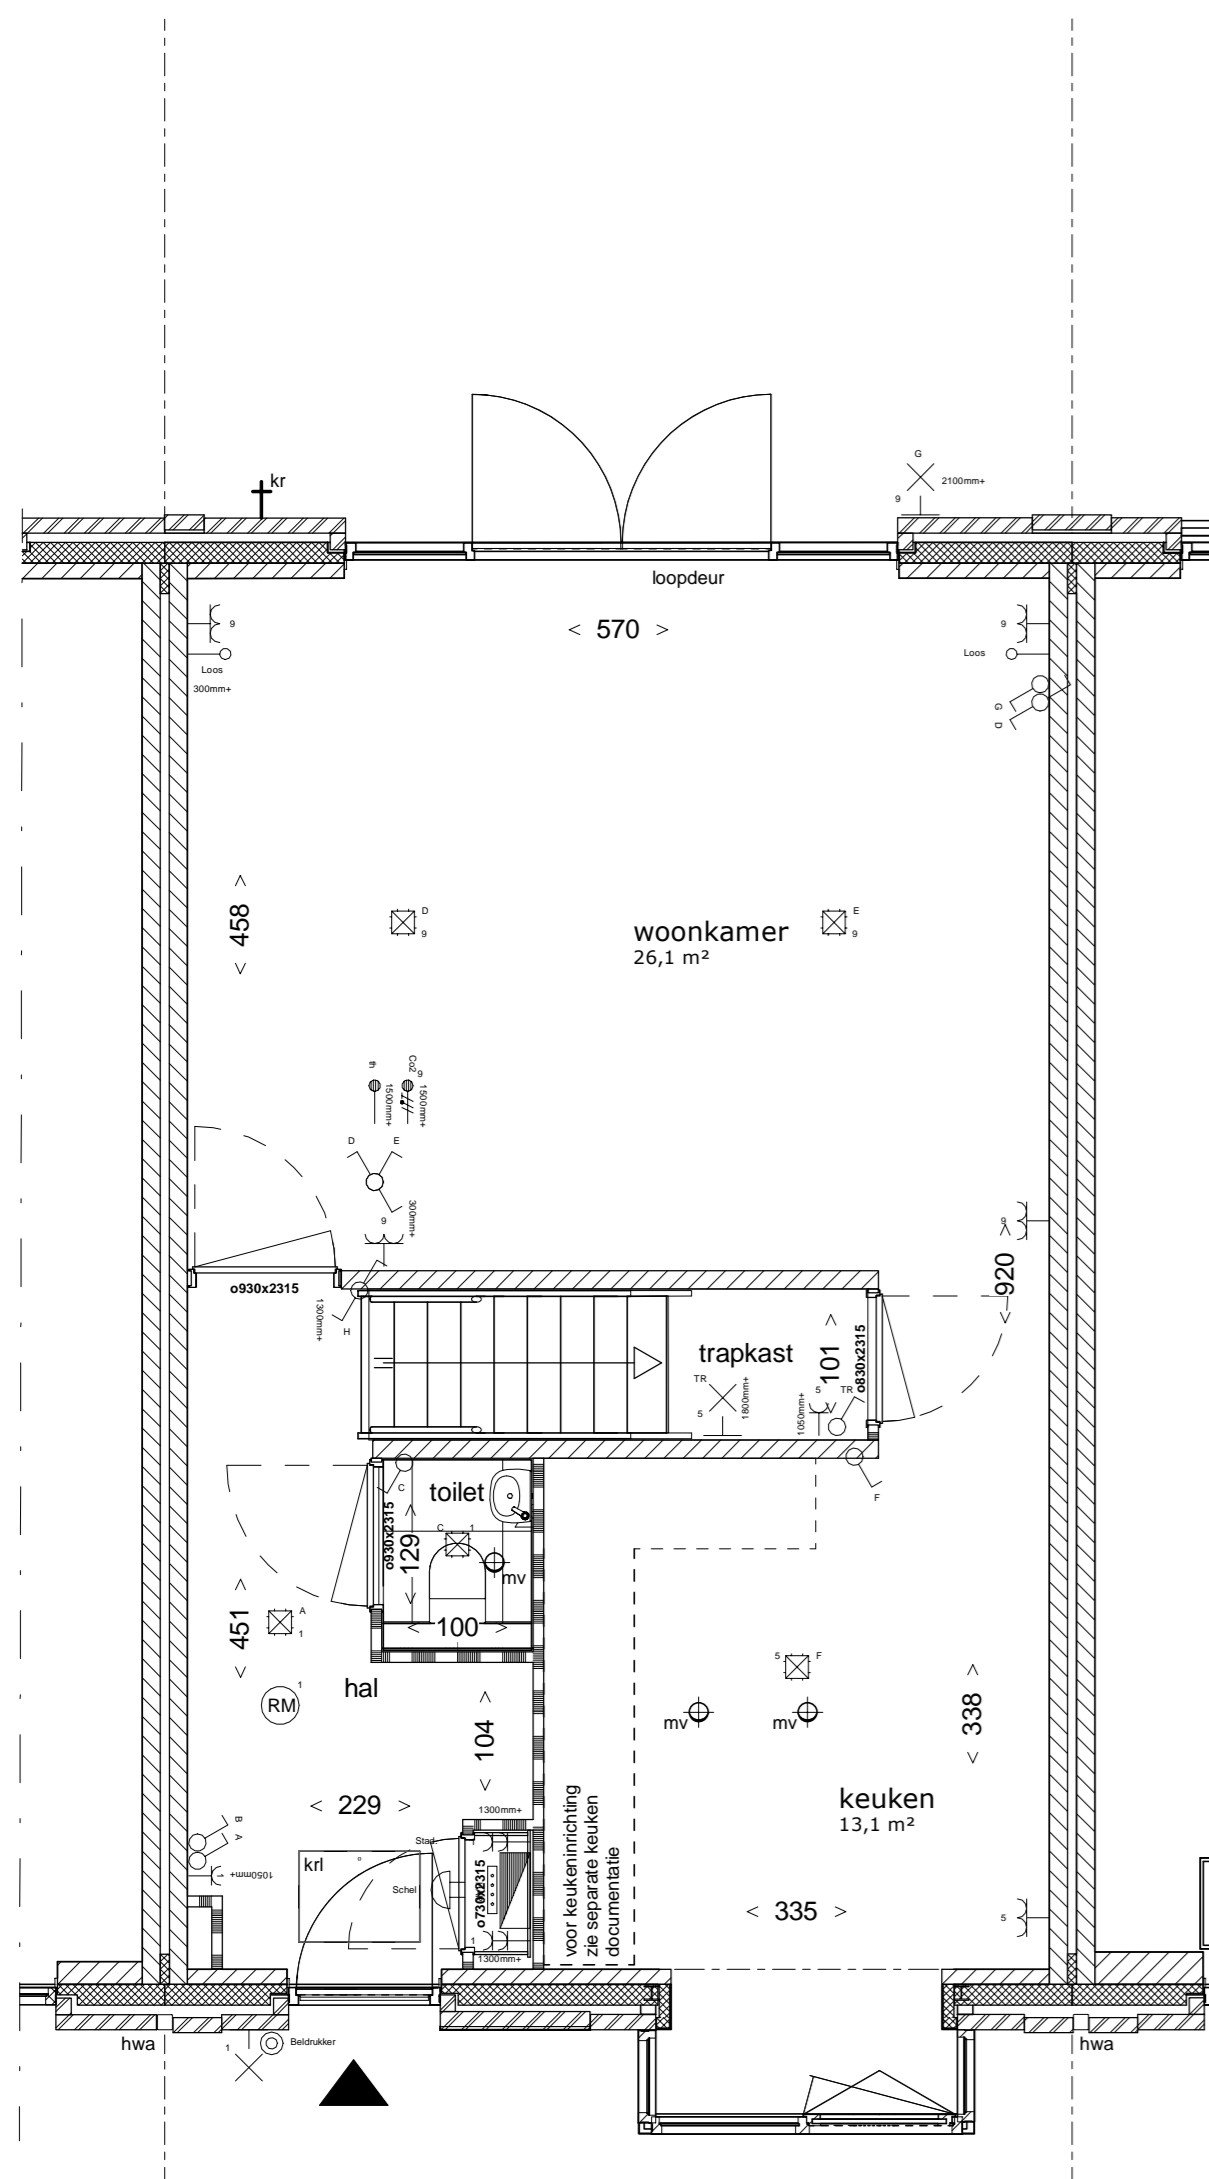 kr
G
2100mm+
9
loopdeur
< 570 >
9
Loos
300mm+
9
Loos
G
D
< 458 >
D
9
woonkamer
26,1 m²
E
9
th
1500mm+
Co2
9
1500mm+
D
E
300mm+
9
9
< 920 >
o930x2315
1300mm+
H
trapkast
TR
5
1800mm+
5
1050mm+
TR
< 101 >
o830x2315
toilet
C
o930x2315
< 129 >
C
1
mv
< 100 >
F
< 451 >
A
1
RM
1
hal
5
F
mv
mv
< 338 >
< 104 >
keuken
13,1 m²
< 229 >
1300mm+
B
A
1
1050mm+
krl
Stad.
Schel
o730x2315
1
1300mm+
voor keukeninrichting
zie separate keuken
documentatie
< 335 >
5
hwa
1
Beldrukker
hwa